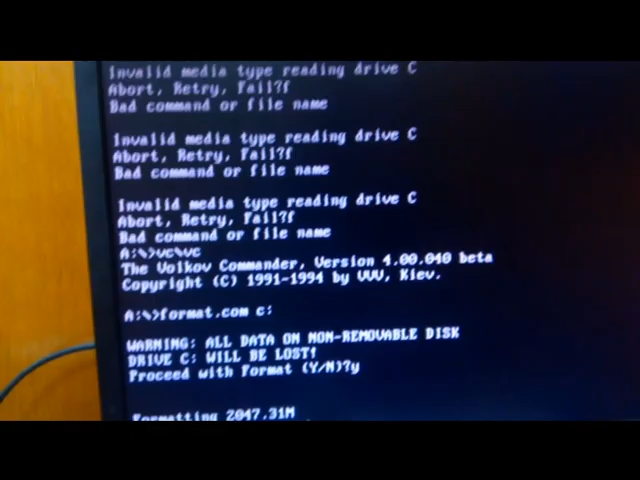 Invalid media type reading drive C
Abort, Retry, Fail?f
Bad command or file name
Invalid media type reading drive C
Abort, Retry, Fail?f
Bad command or file name
Invalid media type reading drive C
Abort, Retry, Fail?f
Bad command or file name
A:\>vc\vc
The Volkov Commander, Version 4.00.040 beta
Copyright (C) 1991-1994 by VVV, Kiev.
A:\>format.com c:
WARNING: ALL DATA ON NON-REMOVABLE DISK
DRIVE C: WILL BE LOST!
Proceed with Format (Y/N)?y
Formatting 2047.31M